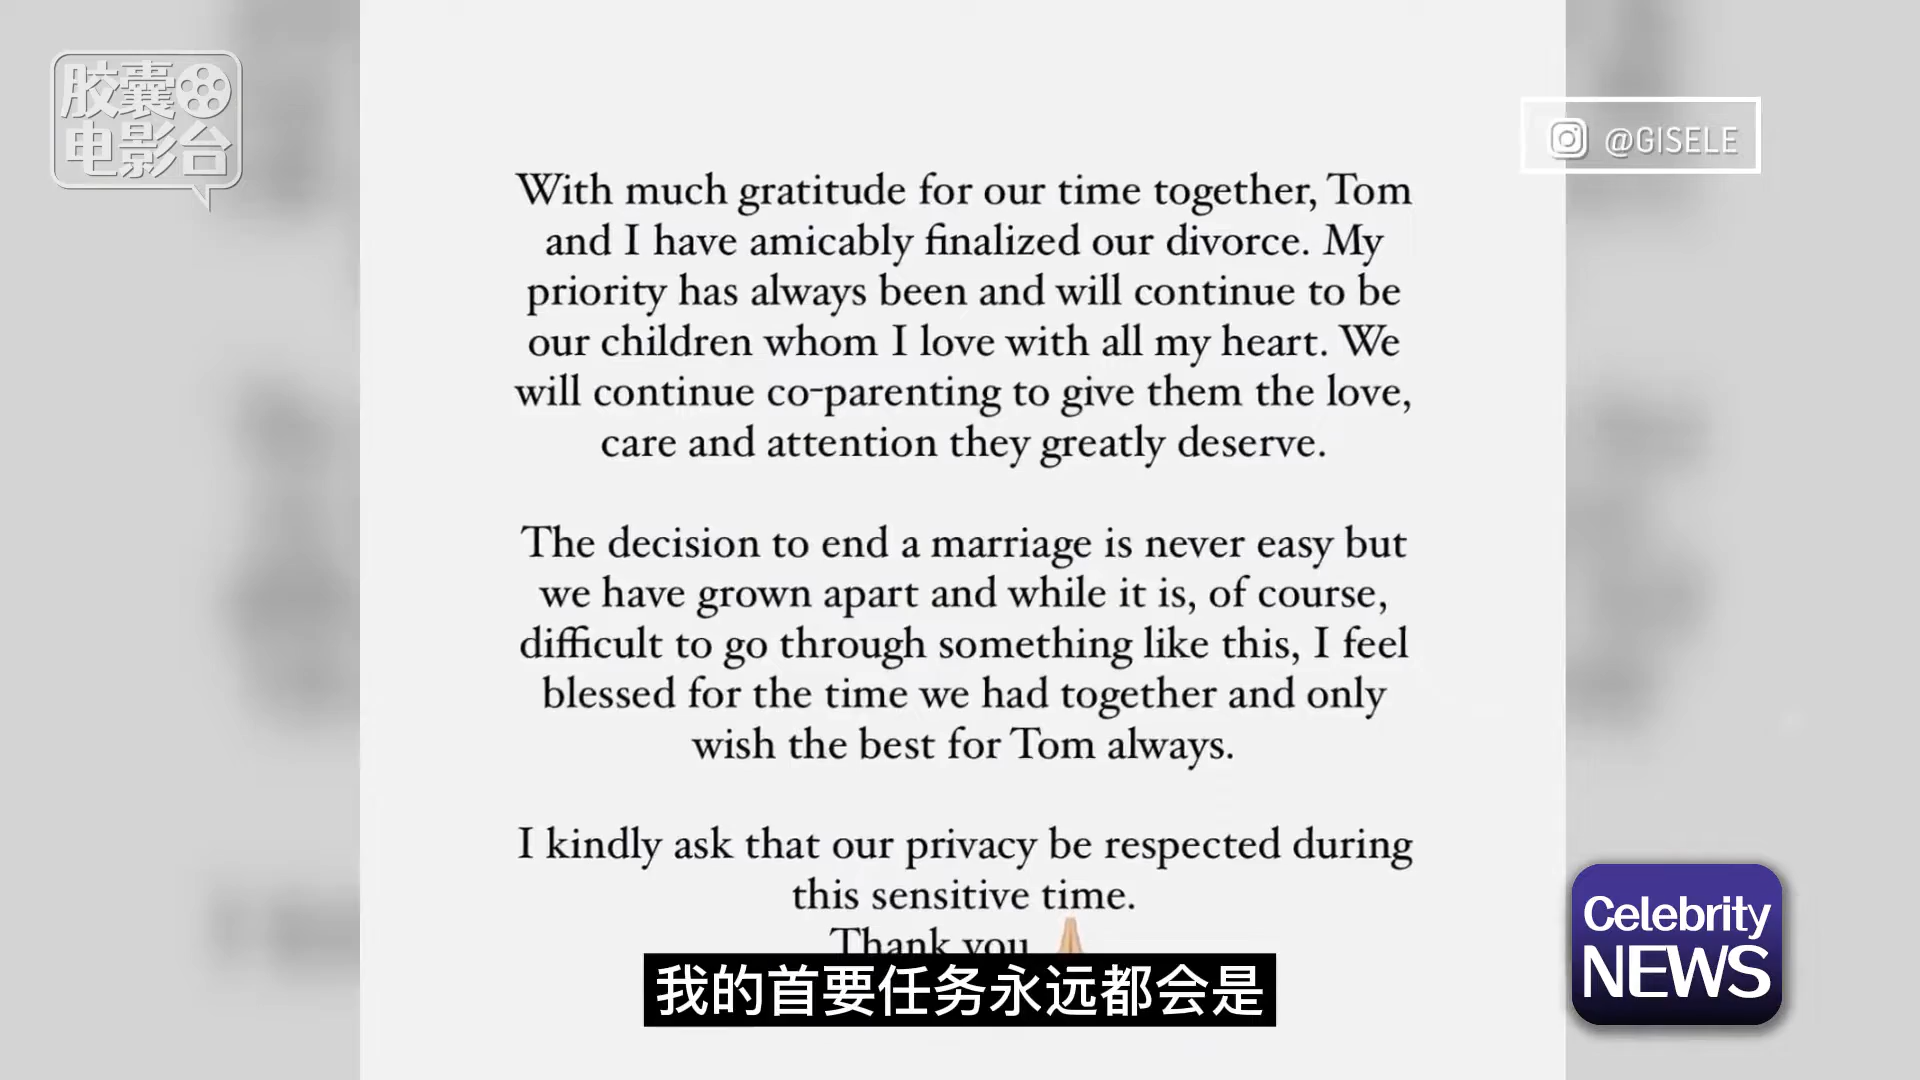 胶囊
电影台
@GISELE
With much gratitude for our time together, Tom
and I have amicably finalized our divorce. My
priority has always been and will continue to be
our children whom I love with all my heart. We
will continue co-parenting to give them the love,
care and attention they greatly deserve.
The decision to end a marriage is never easy but
we have grown apart and while it is, of course,
difficult to go through something like this, I feel
blessed for the time we had together and only
wish the best for Tom always.
I kindly ask that our privacy be respected during
this sensitive time.
Thank you 🙏🏼
我的首要任务永远都会是
Celebrity
NEWS